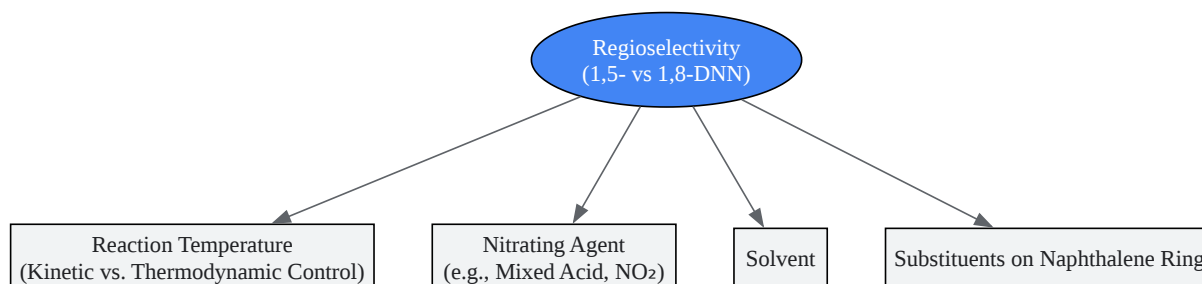 Regioselectivity
(1,5- vs 1,8-DNN)
Reaction Temperature
(Kinetic vs. Thermodynamic Control)
Nitrating Agent
(e.g., Mixed Acid, NO₂)
Solvent
Substituents on Naphthalene Ring